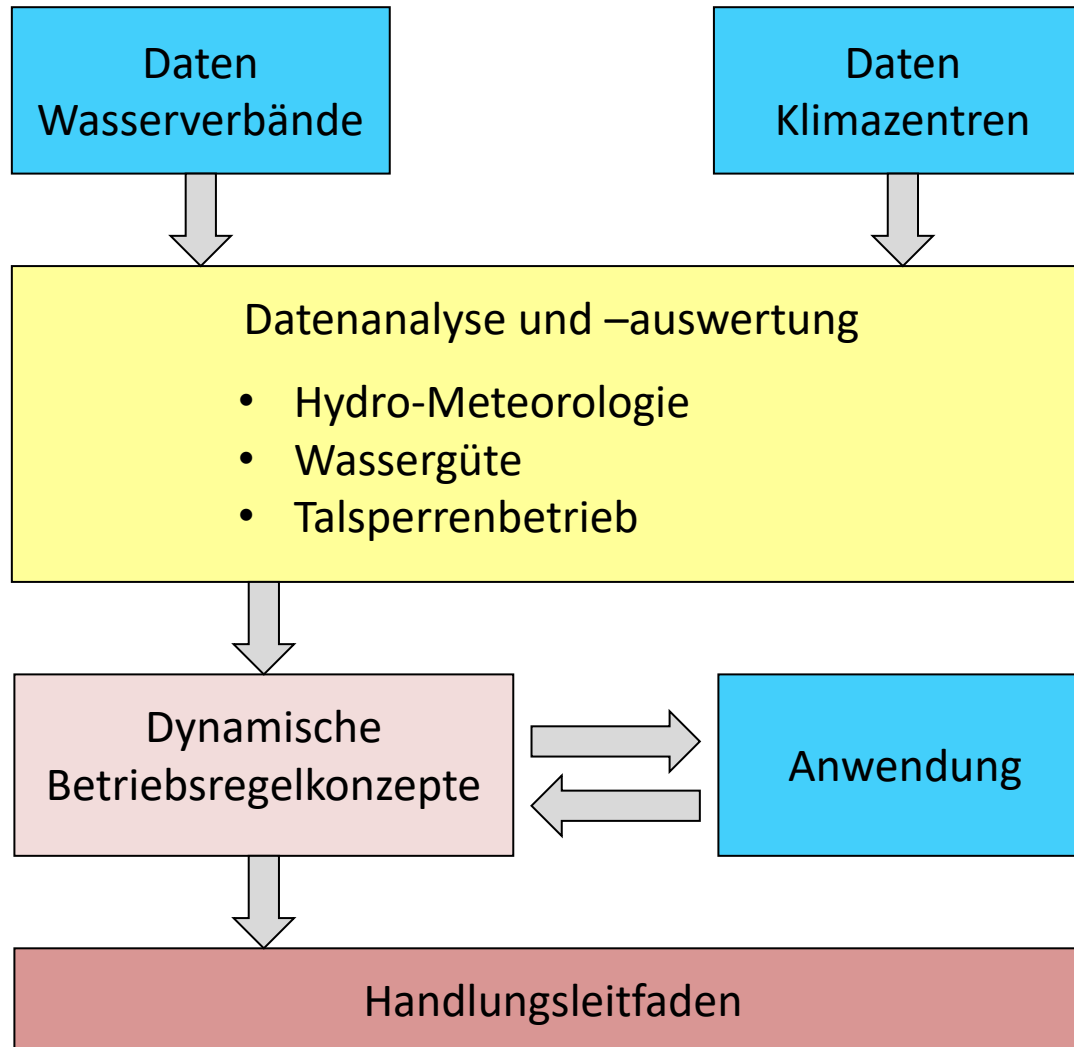 Daten
Wasserverbände
Daten
Klimazentren
Datenanalyse und –auswertung
• Hydro-Meteorologie
• Wassergüte
• Talsperrenbetrieb
Dynamische
Betriebsregelkonzepte
Anwendung
Handlungsleitfaden